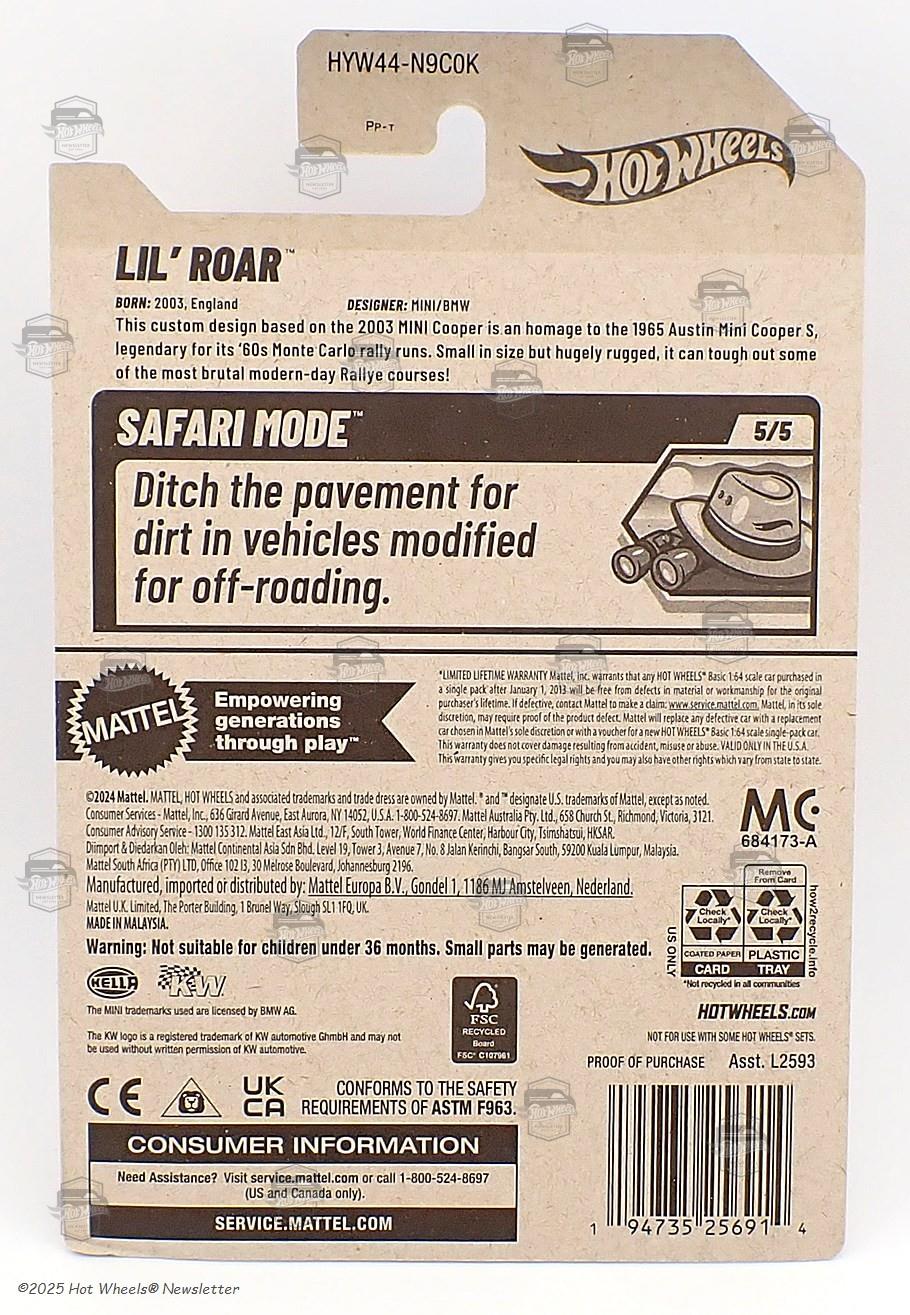 HYW44-N9C0K
PP-T
HOT WHEELS
LIL' ROAR™
BORN: 2003, England DESIGNER: MINI/BMW
This custom design based on the 2003 MINI Cooper is an homage to the 1965 Austin Mini Cooper S,
legendary for its '60s Monte Carlo rally runs. Small in size but hugely rugged, it can tough out some
of the most brutal modern-day Rallye courses!
SAFARI MODE™
5/5
Ditch the pavement for
dirt in vehicles modified
for off-roading.
MATTEL
Empowering
generations
through play™
*LIMITED LIFETIME WARRANTY Mattel, Inc. warrants that any HOT WHEELS® Basic 1:64 scale car purchased in
a single pack after January 1, 2013 will be free from defects in material or workmanship for the original
purchaser's lifetime. If defective, contact Mattel to make a claim: www.service.mattel.com. Mattel, in its sole
discretion, may require proof of the product defect. Mattel will replace any defective car with a replacement
car chosen in Mattel's sole discretion or with a voucher for a new HOT WHEELS® Basic 1:64 scale single-pack car.
This warranty does not cover damage resulting from accident, misuse or abuse. VALID ONLY IN THE U.S.A.
This warranty gives you specific legal rights and you may also have other rights which vary from state to state.
©2024 Mattel. MATTEL, HOT WHEELS and associated trademarks and trade dress are owned by Mattel. ® and ™ designate U.S. trademarks of Mattel, except as noted.
Consumer Services - Mattel, Inc., 636 Girard Avenue, East Aurora, NY 14052, U.S.A. 1-800-524-8697. Mattel Australia Pty. Ltd., 658 Church St., Richmond, Victoria, 3121.
Consumer Advisory Service - 1300 135 312. Mattel East Asia Ltd., 12/F, South Tower, World Finance Center, Harbour City, Tsimshatsui, HKSAR.
Diimport & Diedarkan Oleh: Mattel Continental Asia Sdn Bhd. Level 19, Tower 3, Avenue 7, No. 8 Jalan Kerinchi, Bangsar South, 59200 Kuala Lumpur, Malaysia.
Mattel South Africa (PTY) LTD, Office 102 I3, 30 Melrose Boulevard, Johannesburg 2196.
Manufactured, imported or distributed by: Mattel Europa B.V., Gondel 1, 1186 MJ Amstelveen, Nederland.
Mattel U.K. Limited, The Porter Building, 1 Brunel Way, Slough SL1 1FQ, UK.
MADE IN MALAYSIA.
Warning: Not suitable for children under 36 months. Small parts may be generated.
MC
684173-A
Remove
From Card
Check Locally*
Check Locally*
COATED PAPER PLASTIC
CARD TRAY
US ONLY
how2recycle.info
*Not recycled in all communities
HELLA KW
The MINI trademarks used are licensed by BMW AG.
The KW logo is a registered trademark of KW automotive GhmbH and may not
be used without written permission of KW automotive.
FSC
RECYCLED
Board
FSC® C107981
HOTWHEELS.COM
NOT FOR USE WITH SOME HOT WHEELS® SETS.
PROOF OF PURCHASE Asst. L2593
CE
UK
CA
CONFORMS TO THE SAFETY
REQUIREMENTS OF ASTM F963.
CONSUMER INFORMATION
Need Assistance? Visit service.mattel.com or call 1-800-524-8697
(US and Canada only).
SERVICE.MATTEL.COM
1 94735 25691 4
©2025 Hot Wheels® Newsletter